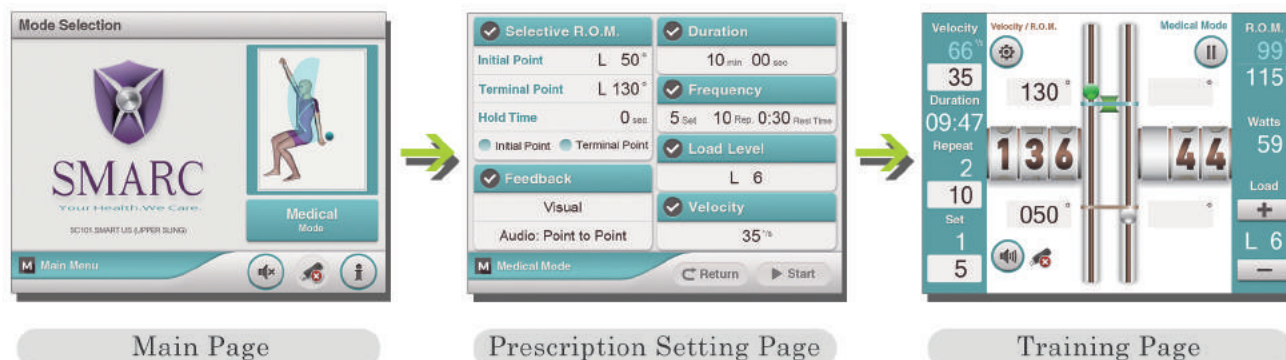 Mode Selection
SMARC
Your Health.We Care.
SC101.SMART US (UPPER SLING)
Medical
Mode
M Main Menu
i
Main Page
Selective R.O.M.
Initial Point L 50°
Terminal Point L 130°
Hold Time 0 sec
Initial Point Terminal Point
Feedback
Visual
Audio: Point to Point
Duration
10 min 00 sec
Frequency
5 Set 10 Rep. 0:30 Rest Time
Load Level
L 6
Velocity
35°/s
M Medical Mode
Return Start
Prescription Setting Page
Velocity
66°/s
35
Duration
09:47
Repeat
2
10
Set
1
5
Velocity / R.O.M.
Medical Mode
130 °
°
136
44
050 °
°
R.O.M.
99
115
Watts
59
Load
+
L 6
−
Training Page